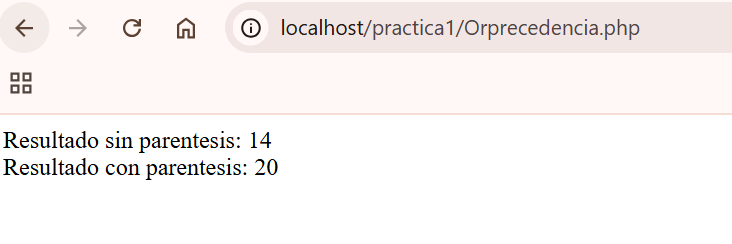 localhost/practica1/Orprecedencia.php
Resultado sin parentesis: 14
Resultado con parentesis: 20